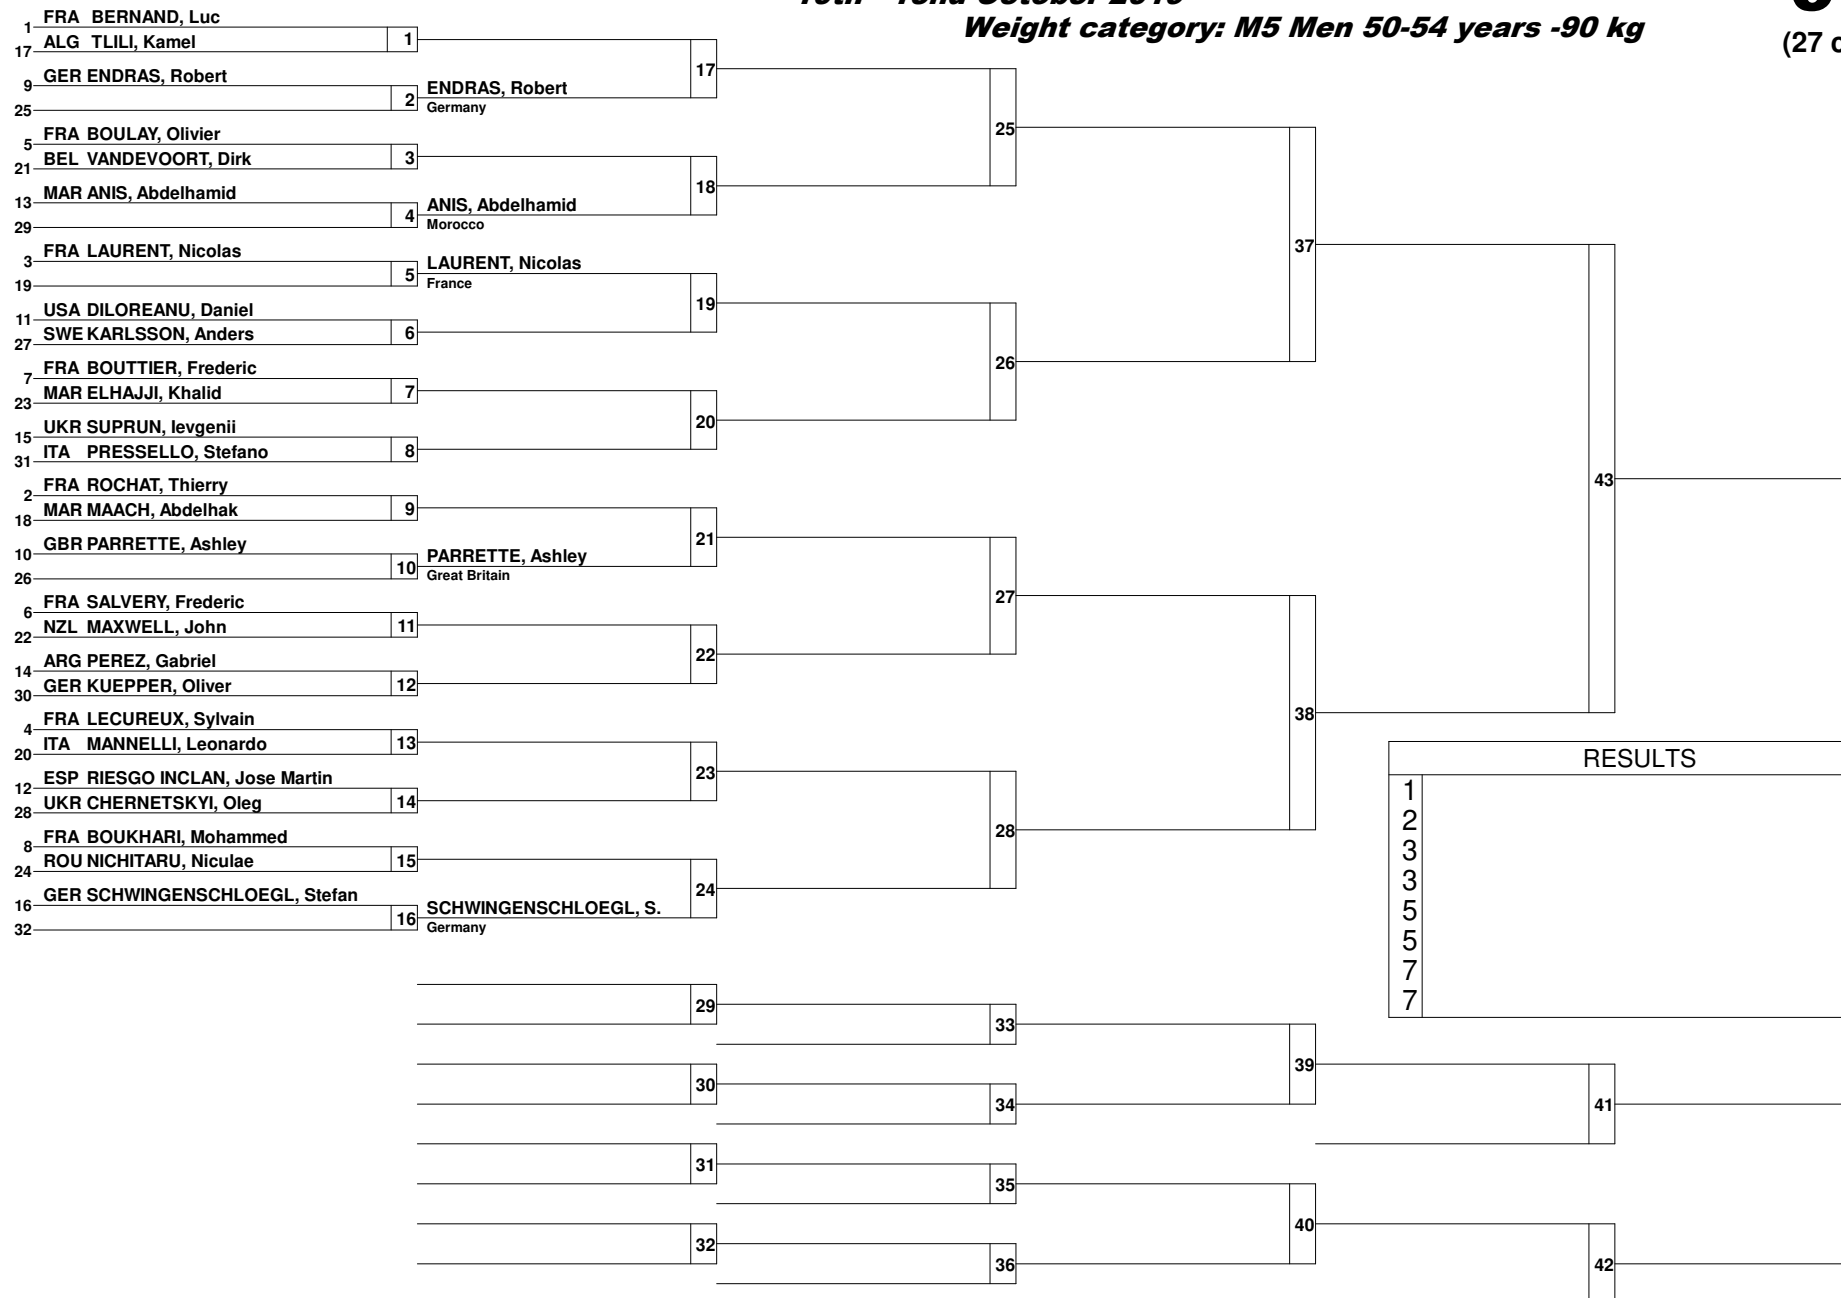 Weight category: M5 Men 50-54 years -90 kg
(27 c
1 FRA BERNAND, Luc
17 ALG TLILI, Kamel
1
9 GER ENDRAS, Robert
25
2
ENDRAS, Robert
Germany
5 FRA BOULAY, Olivier
21 BEL VANDEVOORT, Dirk
3
13 MAR ANIS, Abdelhamid
29
4
ANIS, Abdelhamid
Morocco
3 FRA LAURENT, Nicolas
19
5
LAURENT, Nicolas
France
11 USA DILOREANU, Daniel
27 SWE KARLSSON, Anders
6
7 FRA BOUTTIER, Frederic
23 MAR ELHAJJI, Khalid
7
15 UKR SUPRUN, Ievgenii
31 ITA PRESSELLO, Stefano
8
2 FRA ROCHAT, Thierry
18 MAR MAACH, Abdelhak
9
10 GBR PARRETTE, Ashley
26
10
PARRETTE, Ashley
Great Britain
6 FRA SALVERY, Frederic
22 NZL MAXWELL, John
11
14 ARG PEREZ, Gabriel
30 GER KUEPPER, Oliver
12
4 FRA LECUREUX, Sylvain
20 ITA MANNELLI, Leonardo
13
12 ESP RIESGO INCLAN, Jose Martin
28 UKR CHERNETSKYI, Oleg
14
8 FRA BOUKHARI, Mohammed
24 ROU NICHITARU, Niculae
15
16 GER SCHWINGENSCHLOEGL, Stefan
32
16
SCHWINGENSCHLOEGL, S.
Germany
17
18
19
20
21
22
23
24
25
26
27
28
37
38
43
29
30
31
32
33
34
35
36
39
40
41
42
RESULTS
1
2
3
3
5
5
7
7